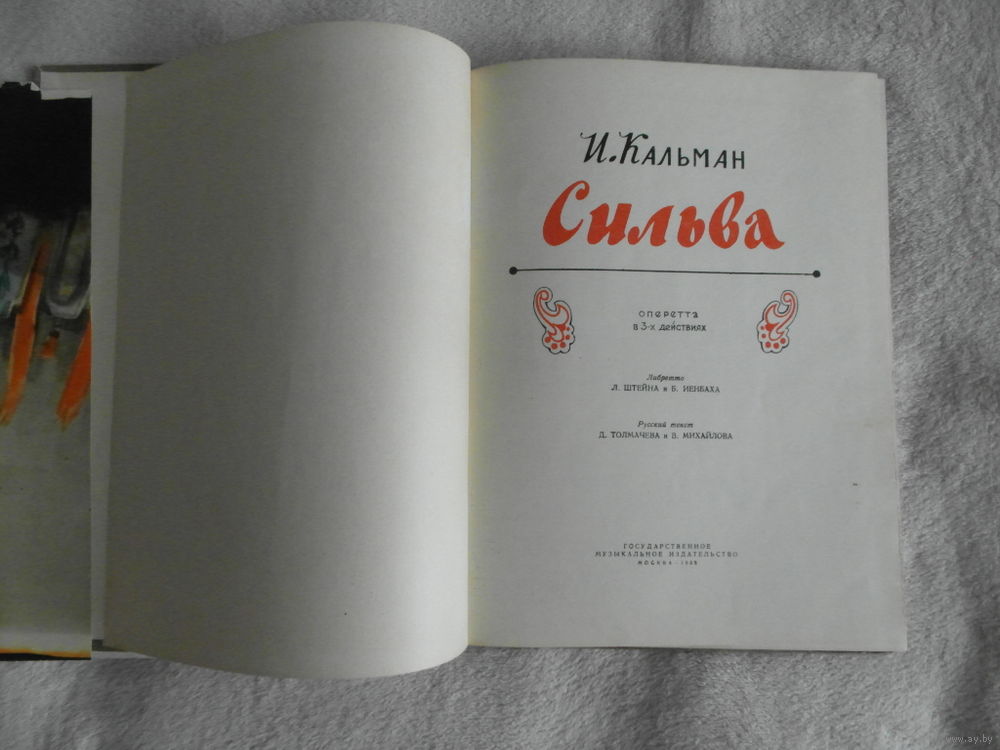 И. Кальман
Сильва
оперетта
в 3-х действиях
Либретто
Л. ШТЕЙНА и Б. ИЕНБАХА
Русский текст
Д. ТОЛМАЧЕВА и В. МИХАЙЛОВА
ГОСУДАРСТВЕННОЕ
МУЗЫКАЛЬНОЕ ИЗДАТЕЛЬСТВО
МОСКВА
www.ay.by